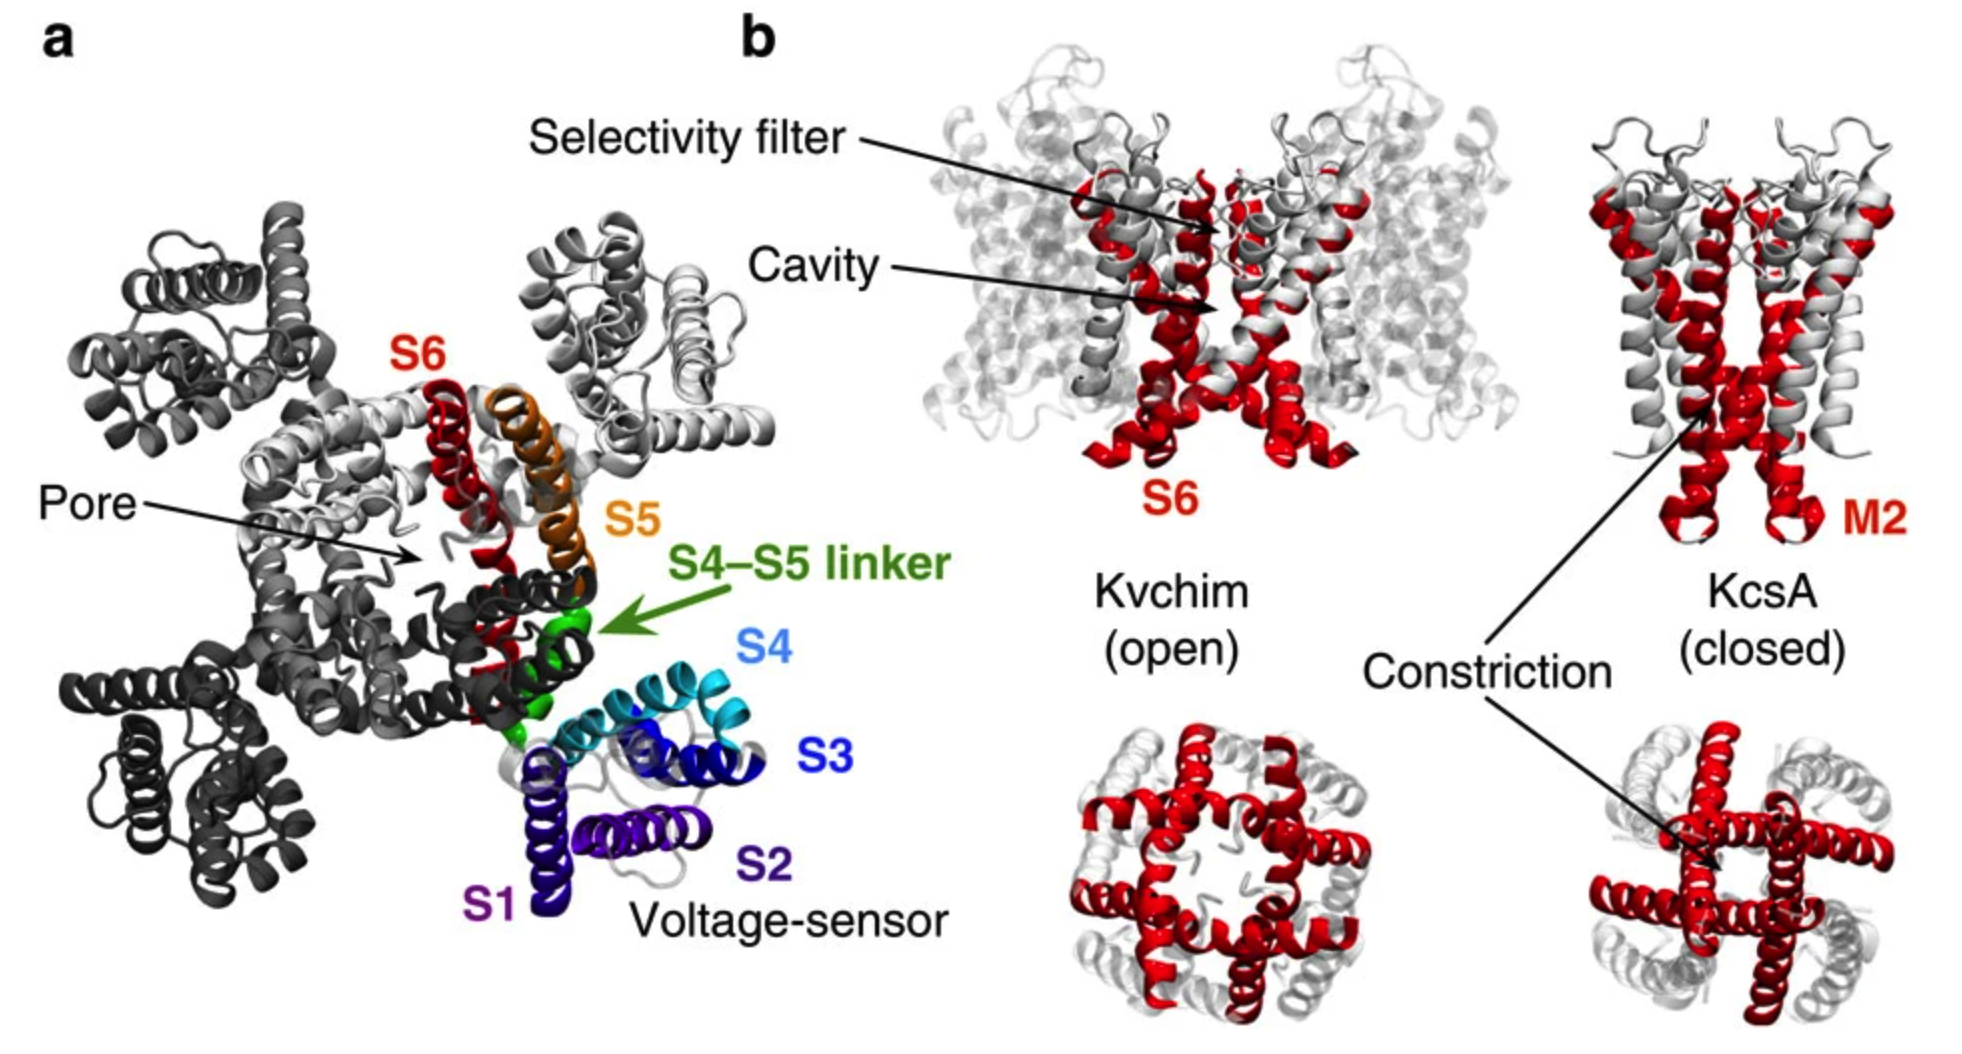 a
b
Selectivity filter
Cavity
S6
Pore
S5
S4–S5 linker
S4
S3
S2
S1
Voltage-sensor
S6
M2
Kvchim
(open)
KcsA
(closed)
Constriction